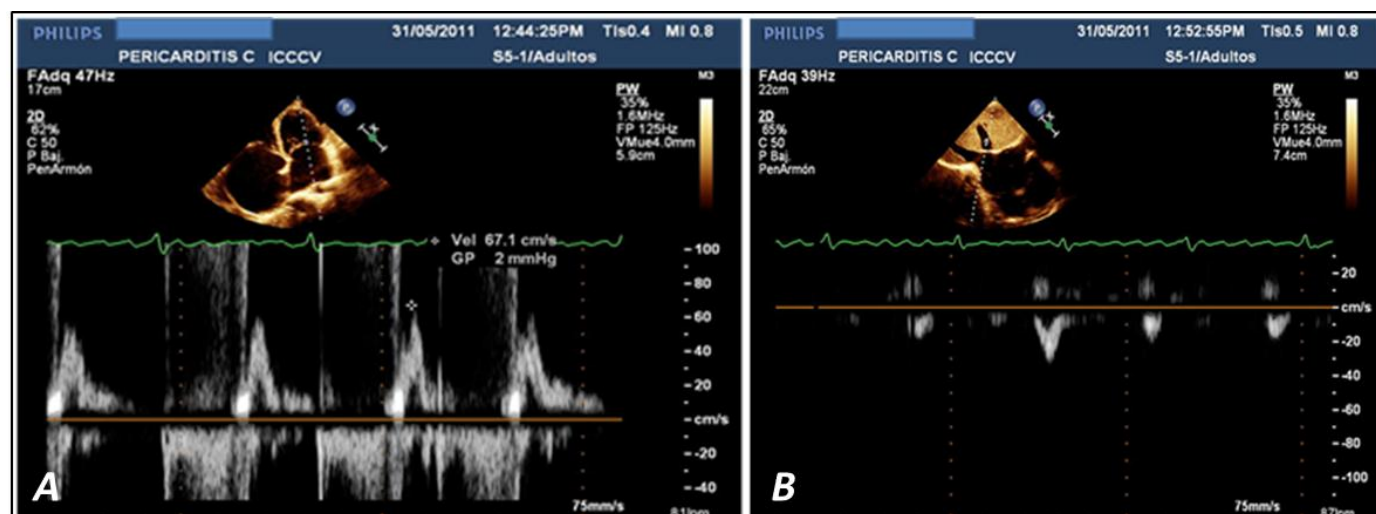 PHILIPS
31/05/2011 12:44:25PM TIs0.4 MI 0.8
PERICARDITIS C ICCCV S5-1/Adultos
FAdq 47Hz
17cm
2D
62%
C 50
P Baj.
PenArmón
M3
PW
35%
1.6MHz
FP 125Hz
VMue4.0mm
5.9cm
Vel 67.1 cm/s
GP 2 mmHg
100
80
60
40
20
cm/s
-20
-40
75mm/s
A
PHILIPS
31/05/2011 12:52:55PM TIs0.5 MI 0.8
PERICARDITIS C ICCCV S5-1/Adultos
FAdq 39Hz
22cm
2D
65%
C 50
P Baj.
PenArmón
M3
PW
35%
1.6MHz
FP 125Hz
VMue4.0mm
7.4cm
20
cm/s
-20
-40
-60
-80
-100
75mm/s
B